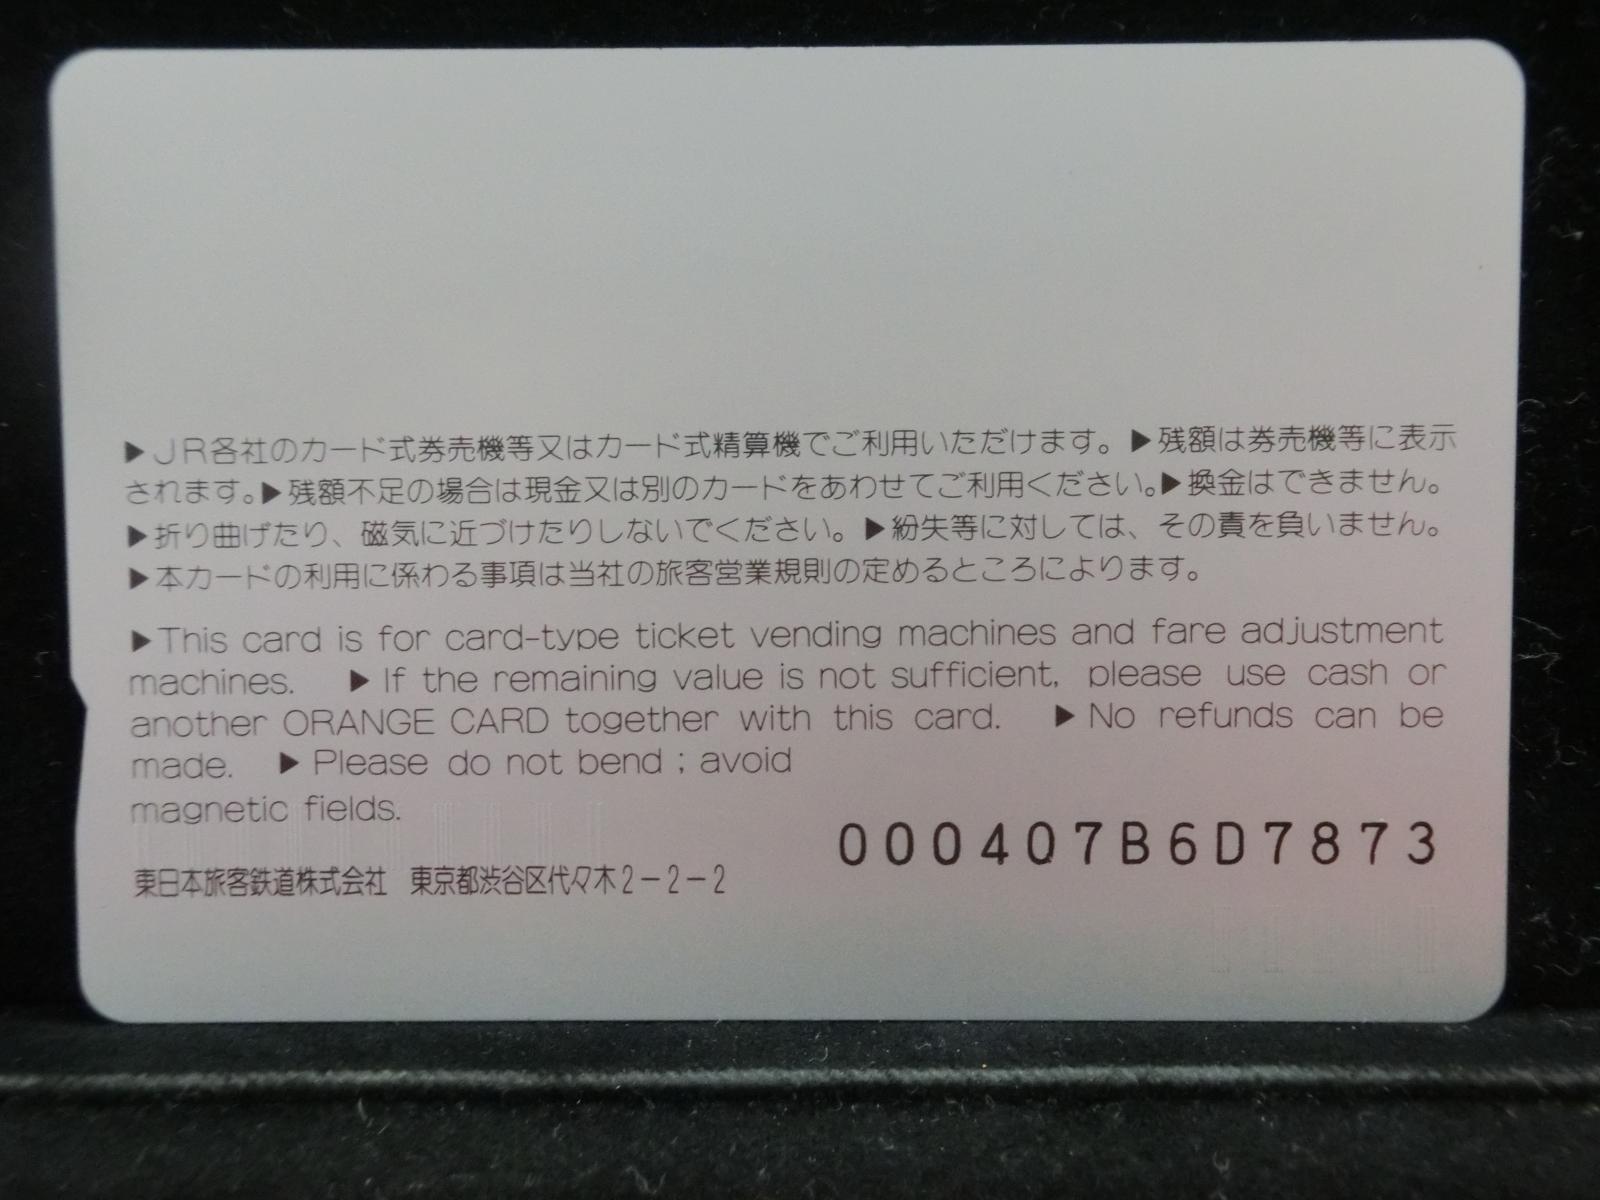 ▶JR各社のカード式券売機等又はカード式精算機でご利用いただけます。▶残額は券売機等に表示
されます。▶残額不足の場合は現金又は別のカードをあわせてご利用ください。▶換金はできません。
▶折り曲げたり、磁気に近づけたりしないでください。▶紛失等に対しては、その責を負いません。
▶本カードの利用に係わる事項は当社の旅客営業規則の定めるところによります。
▶This card is for card-type ticket vending machines and fare adjustment
machines. ▶If the remaining value is not sufficient, please use cash or
another ORANGE CARD together with this card. ▶No refunds can be
made. ▶Please do not bend ; avoid
magnetic fields.
000407B6D7873
東日本旅客鉄道株式会社 東京都渋谷区代々木2-2-2